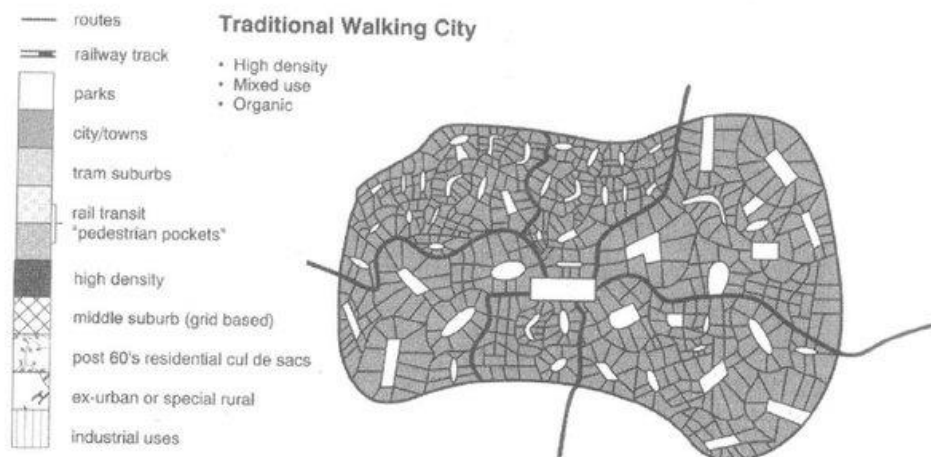 routes
railway track
parks
city/towns
tram suburbs
rail transit
"pedestrian pockets"
high density
middle suburb (grid based)
post 60's residential cul de sacs
ex-urban or special rural
industrial uses
Traditional Walking City
• High density
• Mixed use
• Organic